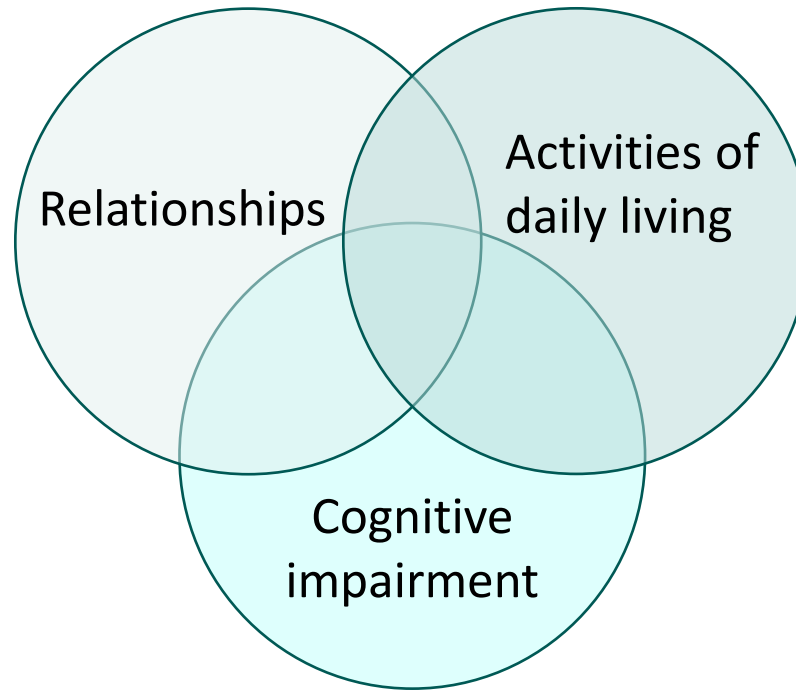 Relationships
Activities of
daily living
Cognitive
impairment